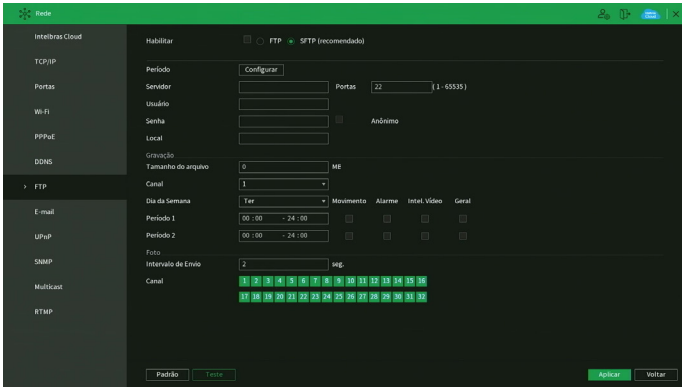 Rede
Intelbras Cloud
TCP/IP
Portas
Wi-Fi
PPPoE
DDNS
FTP
E-mail
UPnP
SNMP
Multicast
RTMP
Habilitar FTP SFTP (recomendado)
Período Configurar
Servidor Portas 22 ( 1 - 65535 )
Usuário
Senha Anônimo
Local
Gravação
Tamanho do arquivo 0 ME
Canal 1
Dia da Semana Ter Movimento Alarme Intel. Vídeo Geral
Período 1 00 : 00 - 24 : 00
Período 2 00 : 00 - 24 : 00
Foto
Intervalo de Envio 2 seg.
Canal 1 2 3 4 5 6 7 8 9 10 11 12 13 14 15 16
17 18 19 20 21 22 23 24 25 26 27 28 29 30 31 32
Padrão Teste Aplicar Voltar